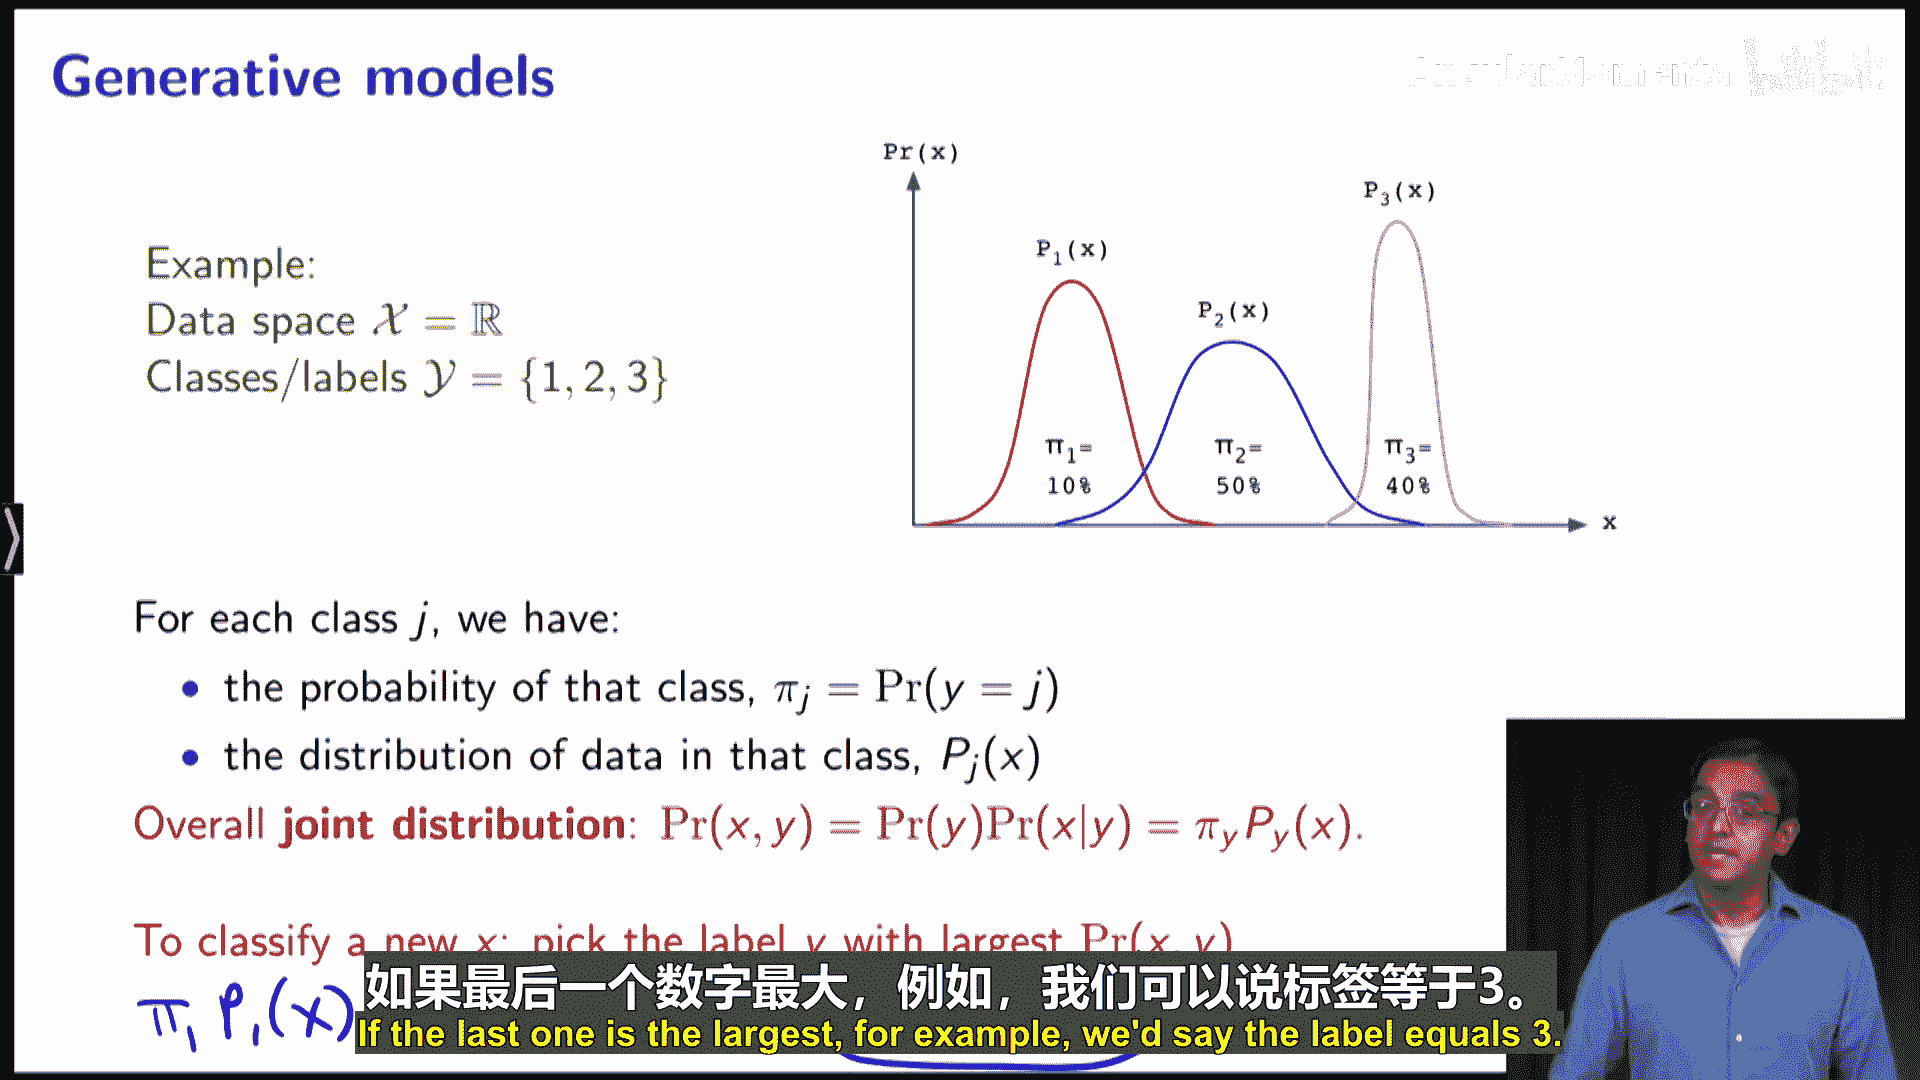 Generative models
Pr(x)
P₃(x)
P₁(x)
P₂(x)
Example:
Data space 𝒳 = ℝ
Classes/labels 𝒴 = {1, 2, 3}
π₁= 10%
π₂= 50%
π₃= 40%
x
For each class j, we have:
• the probability of that class, πⱼ = Pr(y = j)
• the distribution of data in that class, Pⱼ(x)
Overall joint distribution: Pr(x, y) = Pr(y)Pr(x|y) = π_y P_y(x).
To classify a new x: pick the label y with largest Pr(x, y)
π₁ P₁(x)
如果最后一个数字最大，例如，我们可以说标签等于3。
If the last one is the largest, for example, we'd say the label equals 3.